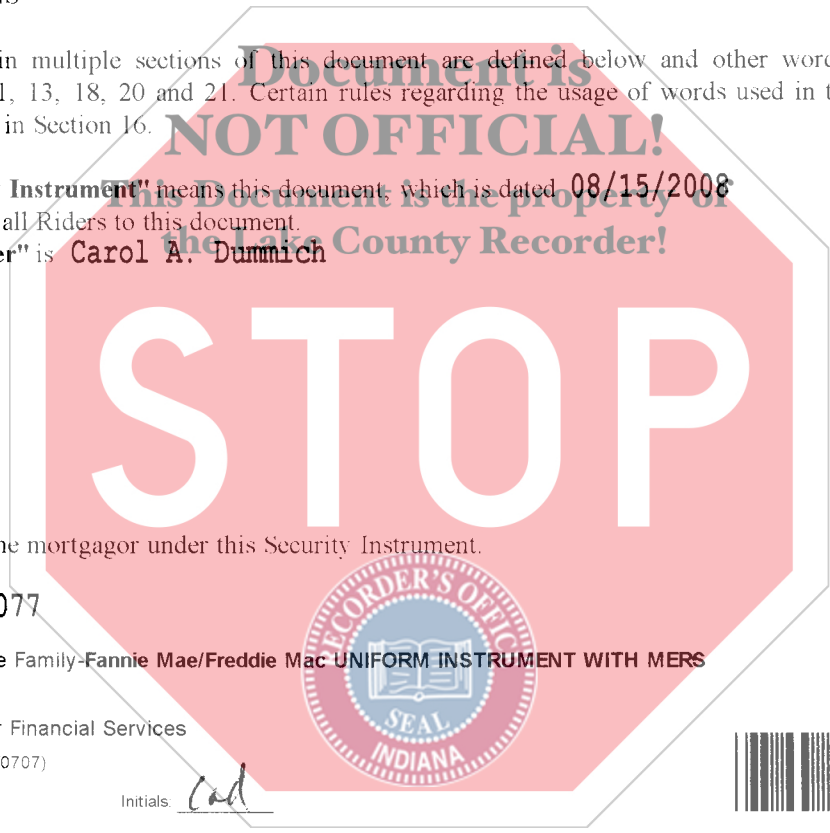 in multiple sections of this document are defined below and other
1, 13, 18, 20 and 21. Certain rules regarding the usage of words used in
in Section 16.
Instrument" means this document, which is dated 08/15/2008
all Riders to this document.
is Carol A. Dummich
Document is
NOT OFFICIAL!
This Document is the property of
the Lake County Recorder!
STOP
mortgagor under this Security Instrument.
077
Family-Fannie Mae/Freddie Mac UNIFORM INSTRUMENT WITH MERS
Financial Services
0707)
Initials: Cad
RECORDER'S OFFICE
SEAL
INDIANA